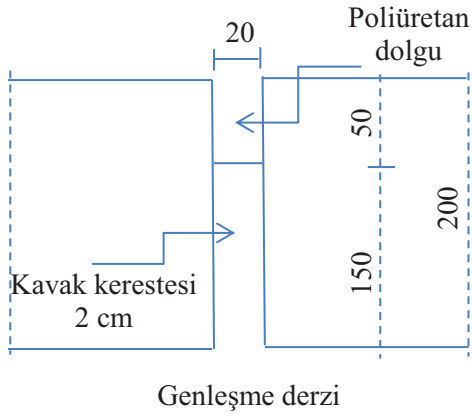 20
Poliüretan
dolgu
50
200
150
Kavak kerestesi
2 cm
Genleşme derzi